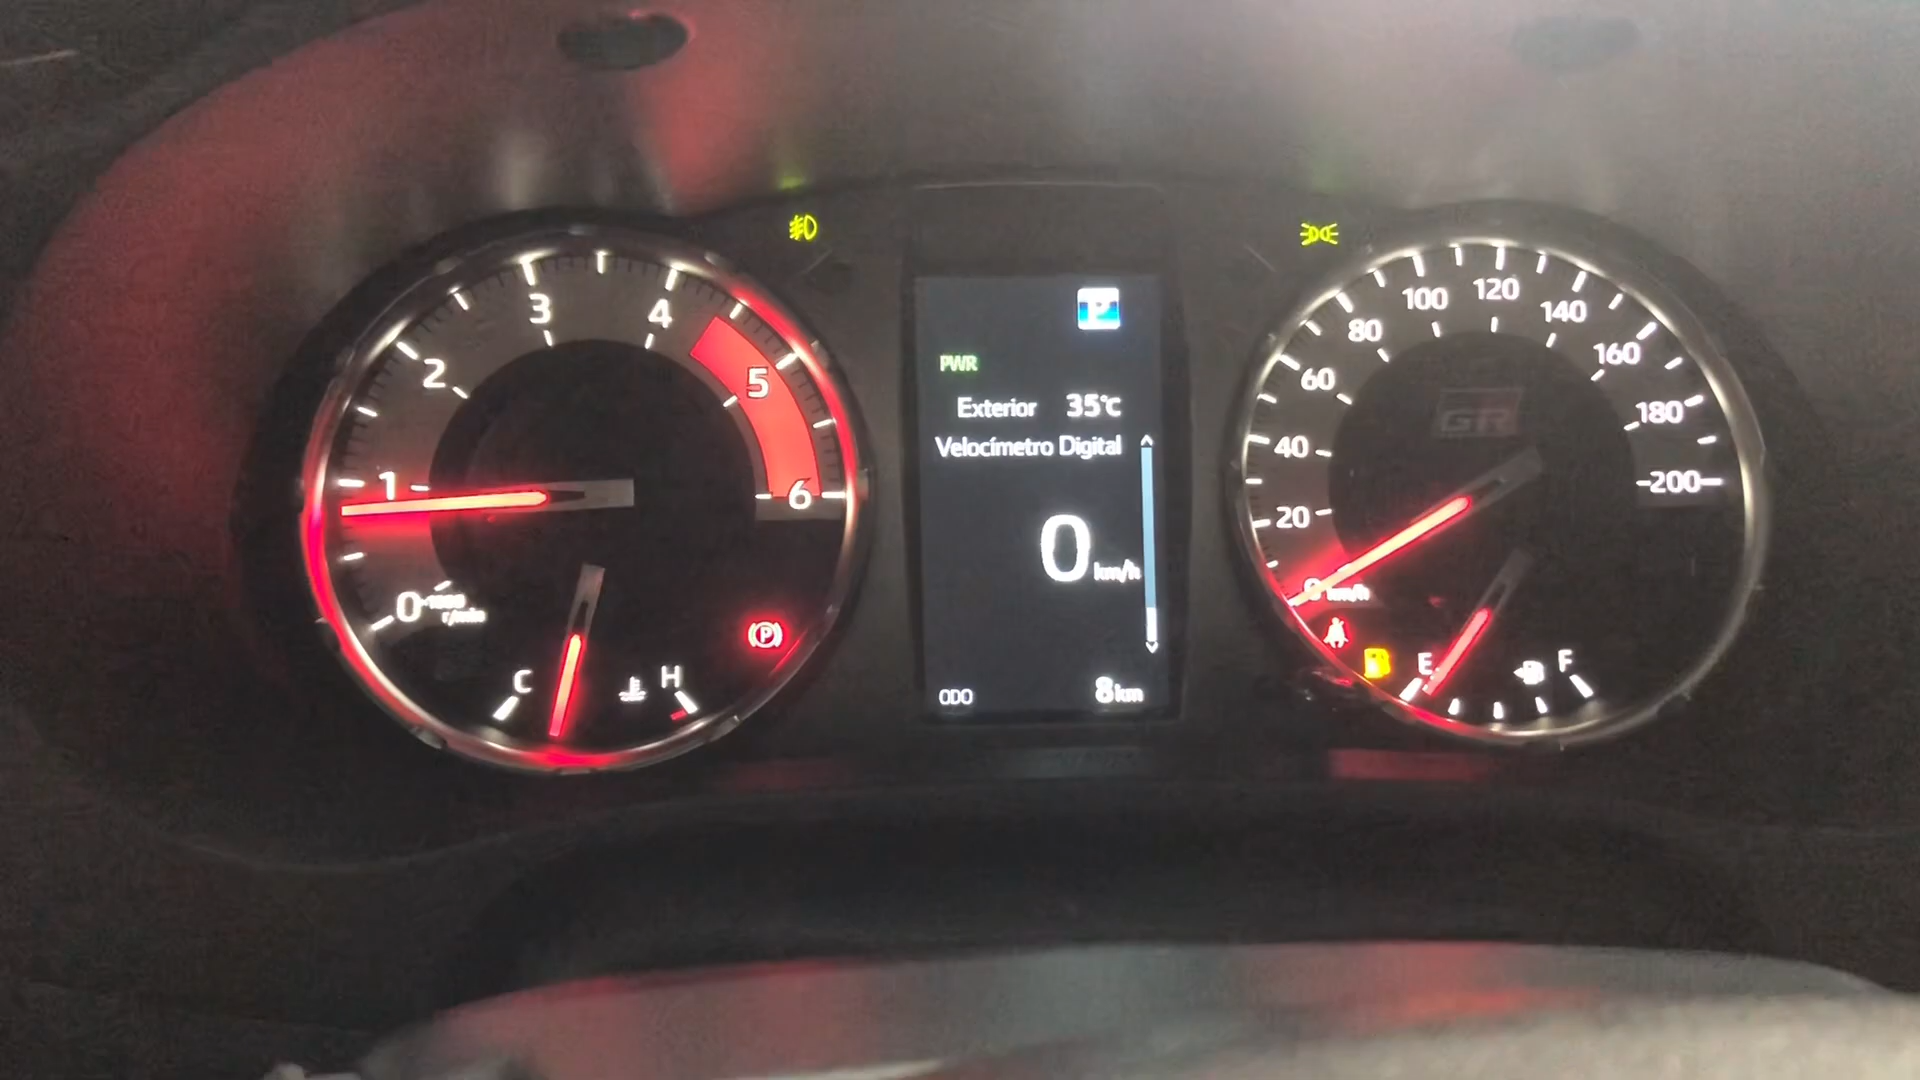 0
1
2
3
4
5
6
1000
r/min
C
H
P
P
PWR
Exterior 35℃
Velocímetro Digital
0 km/h
ODO 8 km
0 km/h
20
40
60
80
100
120
140
160
180
200
GR
E
F